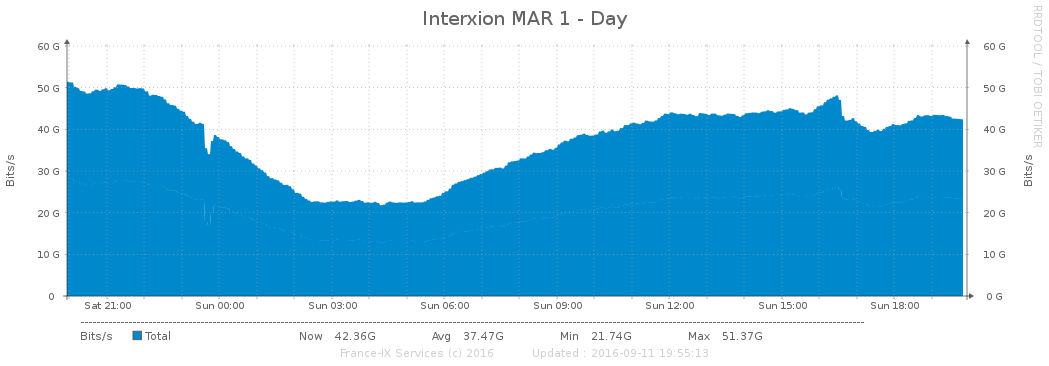 Interxion MAR 1 - Day
RRDTOOL / TOBI OETIKER
60 G 60 G
50 G 50 G
40 G 40 G
30 G 30 G
20 G 20 G
10 G 10 G
0 0 G
Bits/s Bits/s
Sat 21:00 Sun 00:00 Sun 03:00 Sun 06:00 Sun 09:00 Sun 12:00 Sun 15:00 Sun 18:00
Bits/s Total Now 42.36G Avg 37.47G Min 21.74G Max 51.37G
France-IX Services (c) 2016 Updated : 2016-09-11 19:55:13